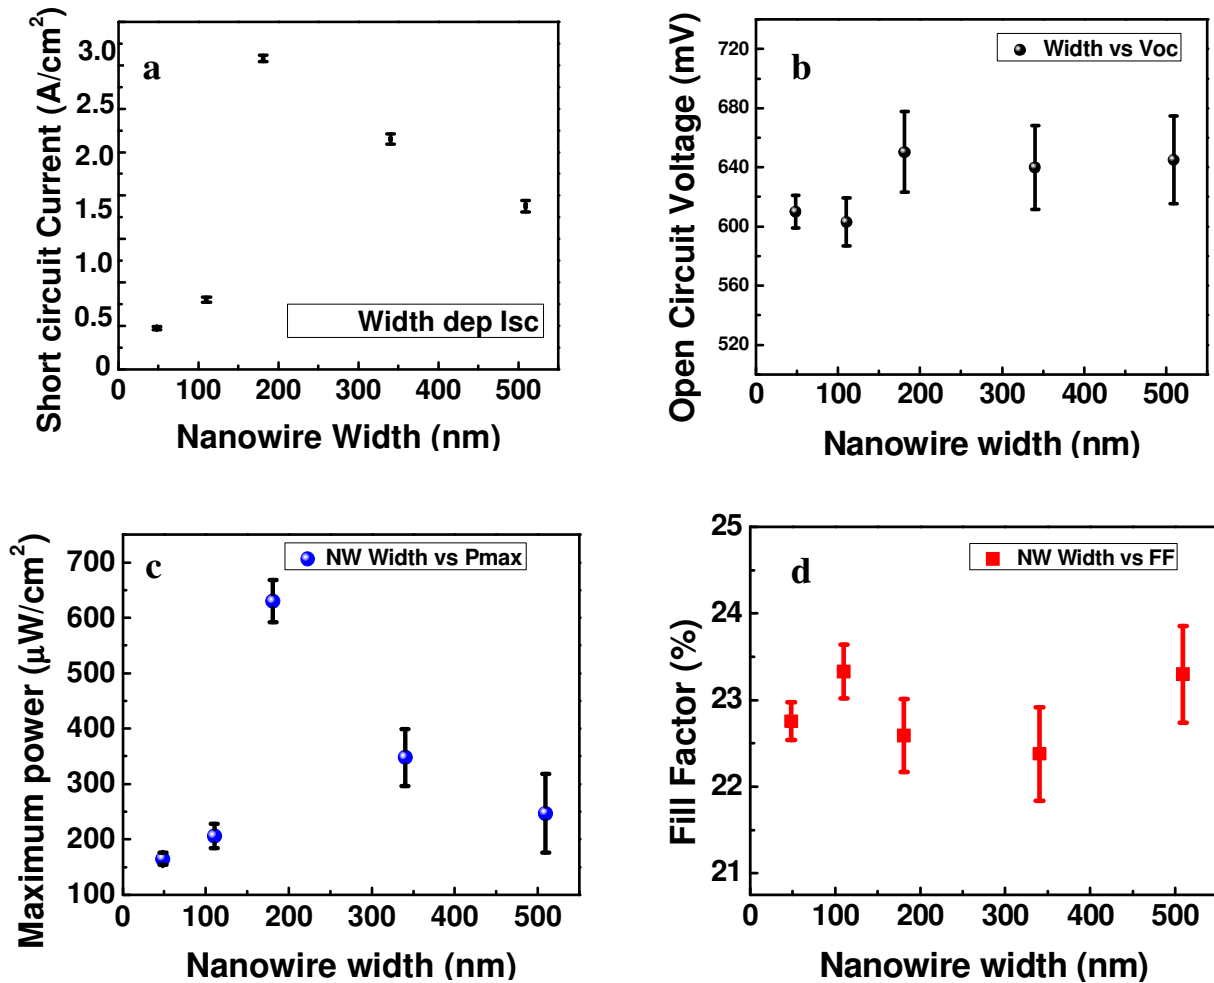 Short circuit Current (A/cm²)
3.0
2.5
2.0
1.5
1.0
0.5
0
a
Width dep Isc
0 100 200 300 400 500
Nanowire Width (nm)
Open Circuit Voltage (mV)
720
680
640
600
560
520
b
Width vs Voc
0 100 200 300 400 500
Nanowire width (nm)
Maximum power (μW/cm²)
700
600
500
400
300
200
100
c
NW Width vs Pmax
0 100 200 300 400 500
Nanowire width (nm)
Fill Factor (%)
25
24
23
22
21
d
NW Width vs FF
0 100 200 300 400 500
Nanowire width (nm)